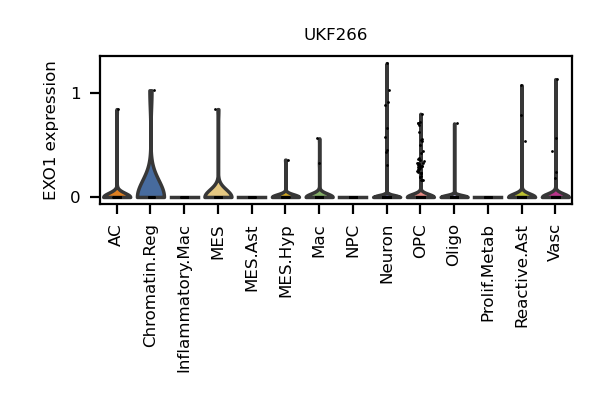 UKF266
EXO1 expression
1
0
AC
Chromatin.Reg
Inflammatory.Mac
MES
MES.Ast
MES.Hyp
Mac
NPC
Neuron
OPC
Oligo
Prolif.Metab
Reactive.Ast
Vasc